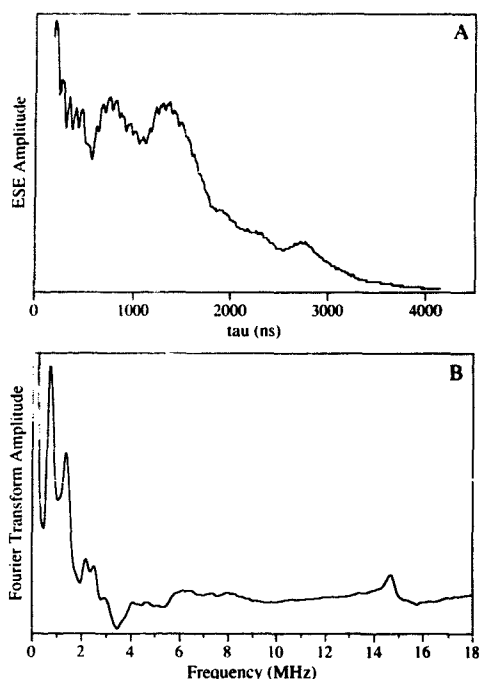 A
ESE Amplitude
0 1000 2000 3000 4000
tau (ns)
B
Fourier Transform Amplitude
0 2 4 6 8 10 12 14 16 18
Frequency (MHz)